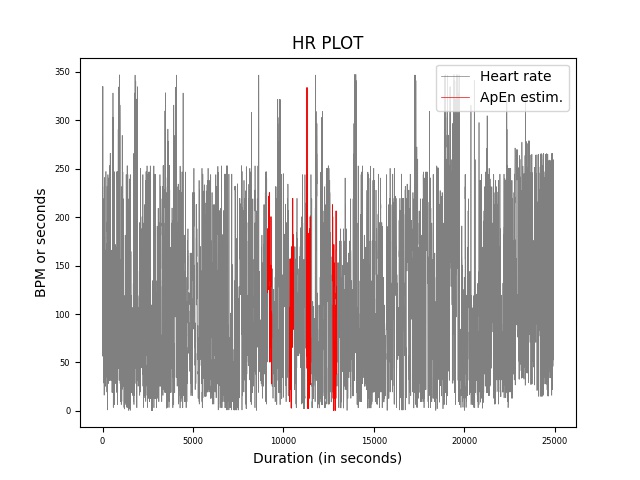 HR PLOT
Heart rate
ApEn estim.
BPM or seconds
350
300
250
200
150
100
50
0
0 5000 10000 15000 20000 25000
Duration (in seconds)